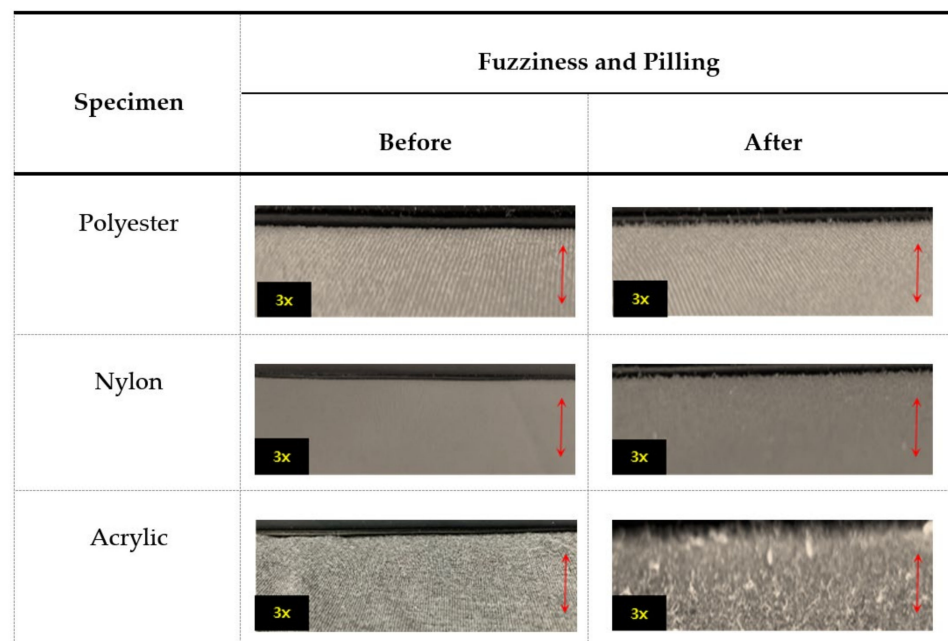 Specimen
Fuzziness and Pilling
Before
After
Polyester
3x
3x
Nylon
3x
3x
Acrylic
3x
3x